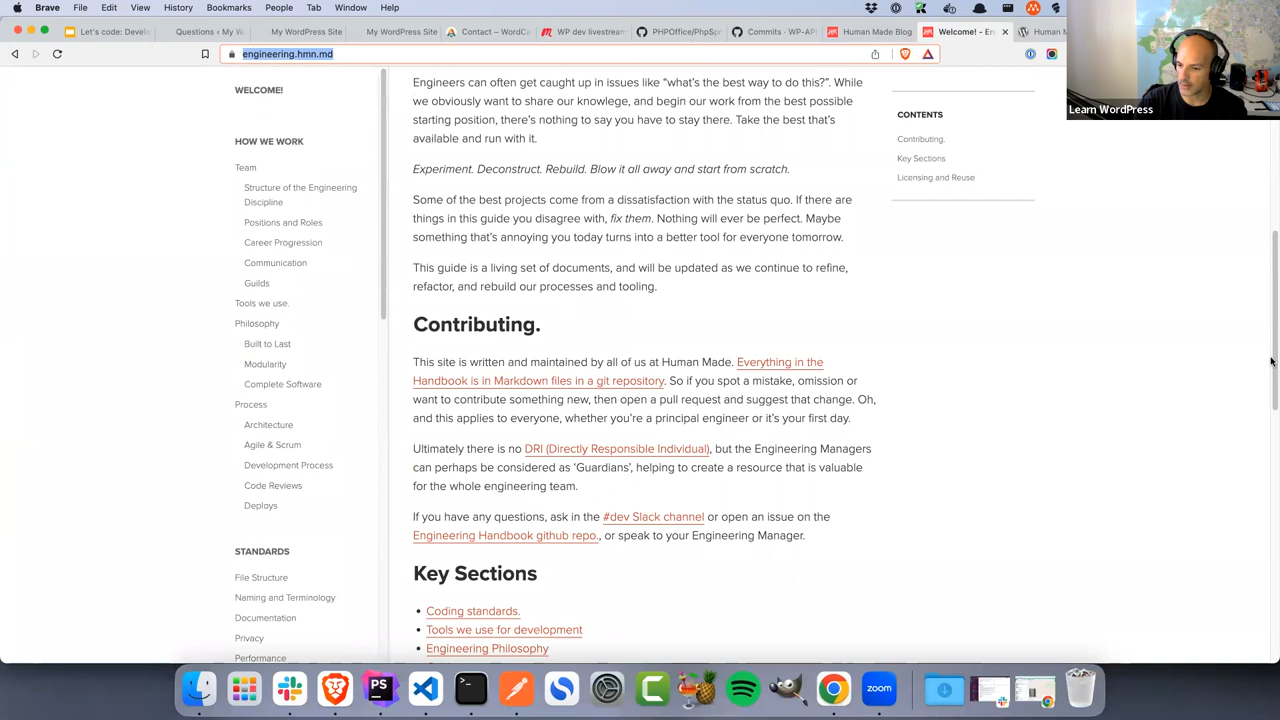 Brave File Edit View History Bookmarks People Tab Window Help
Let's code: Develo
Questions ‹ My W
My WordPress Site
My WordPress Site
Contact – WordCa
WP dev livestream
PHPOffice/PhpSpr
Commits · WP-API
Human Made Blog
Welcome! – En
Human M
engineering.hmn.md
Learn WordPress
WELCOME!
HOW WE WORK
Team
Structure of the Engineering
Discipline
Positions and Roles
Career Progression
Communication
Guilds
Tools we use.
Philosophy
Built to Last
Modularity
Complete Software
Process
Architecture
Agile & Scrum
Development Process
Code Reviews
Deploys
STANDARDS
File Structure
Naming and Terminology
Documentation
Privacy
Performance
Engineers can often get caught up in issues like “what’s the best way to do this?”. While
we obviously want to share our knowlege, and begin our work from the best possible
starting position, there’s nothing to say you have to stay there. Take the best that’s
available and run with it.
Experiment. Deconstruct. Rebuild. Blow it all away and start from scratch.
Some of the best projects come from a dissatisfaction with the status quo. If there are
things in this guide you disagree with, fix them. Nothing will ever be perfect. Maybe
something that’s annoying you today turns into a better tool for everyone tomorrow.
This guide is a living set of documents, and will be updated as we continue to refine,
refactor, and rebuild our processes and tooling.
Contributing.
This site is written and maintained by all of us at Human Made. Everything in the
Handbook is in Markdown files in a git repository. So if you spot a mistake, omission or
want to contribute something new, then open a pull request and suggest that change. Oh,
and this applies to everyone, whether you’re a principal engineer or it’s your first day.
Ultimately there is no DRI (Directly Responsible Individual), but the Engineering Managers
can perhaps be considered as ‘Guardians’, helping to create a resource that is valuable
for the whole engineering team.
If you have any questions, ask in the #dev Slack channel or open an issue on the
Engineering Handbook github repo., or speak to your Engineering Manager.
Key Sections
• Coding standards.
• Tools we use for development
• Engineering Philosophy
CONTENTS
Contributing.
Key Sections
Licensing and Reuse
PS
zoom